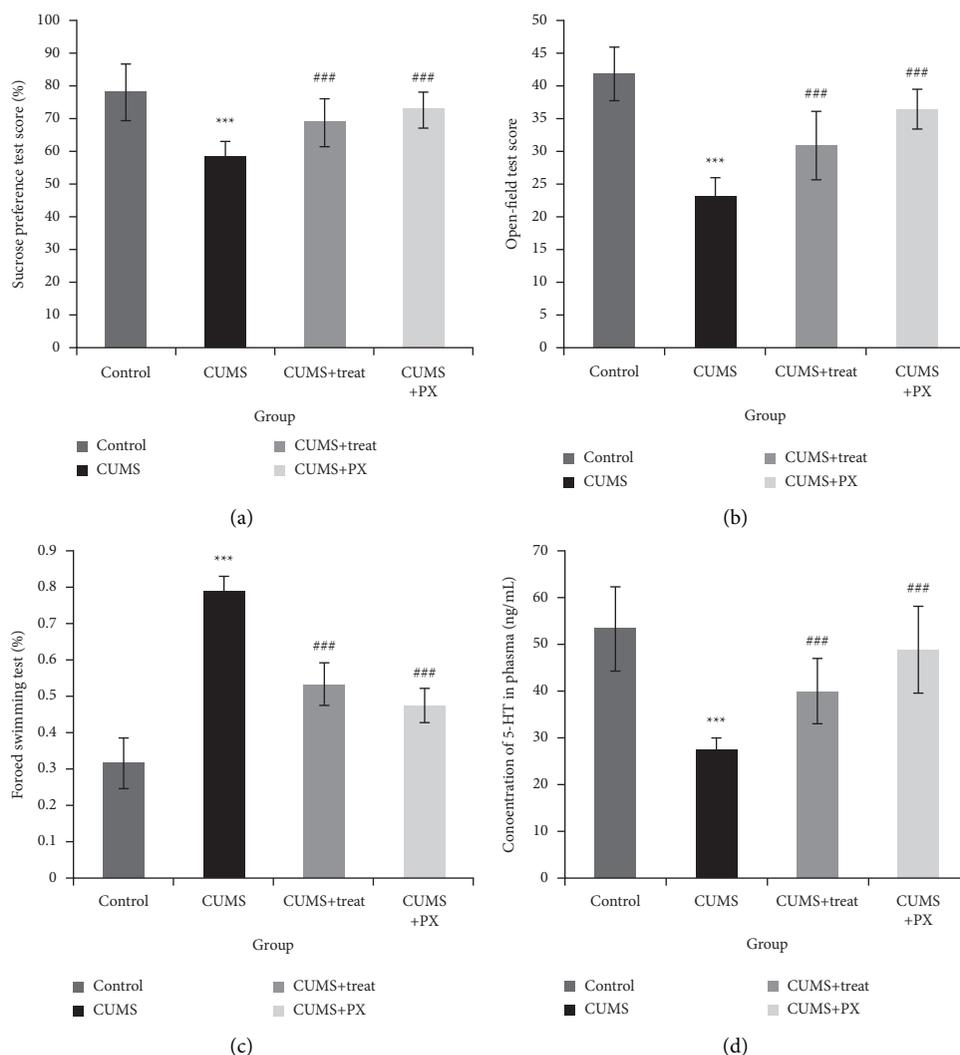 Sucrose preference test score (%)
100
90
80
70
60
50
40
30
20
10
0
***
###
###
Control
CUMS
CUMS+treat
CUMS
+PX
Group
Control
CUMS+treat
CUMS
CUMS+PX
(a)
Open-field test score
50
45
40
35
30
25
20
15
10
5
0
***
###
###
Control
CUMS
CUMS+treat
CUMS
+PX
Group
Control
CUMS+treat
CUMS
CUMS+PX
(b)
Foroed swimming test (%)
0.9
0.8
0.7
0.6
0.5
0.4
0.3
0.2
0.1
0
***
###
###
Control
CUMS
CUMS+treat
CUMS
+PX
Group
Control
CUMS+treat
CUMS
CUMS+PX
(c)
Conoentration of 5-HT in phasma (ng/mL)
70
60
50
40
30
20
10
0
***
###
###
Control
CUMS
CUMS+treat
CUMS
+PX
Group
Control
CUMS+treat
CUMS
CUMS+PX
(d)